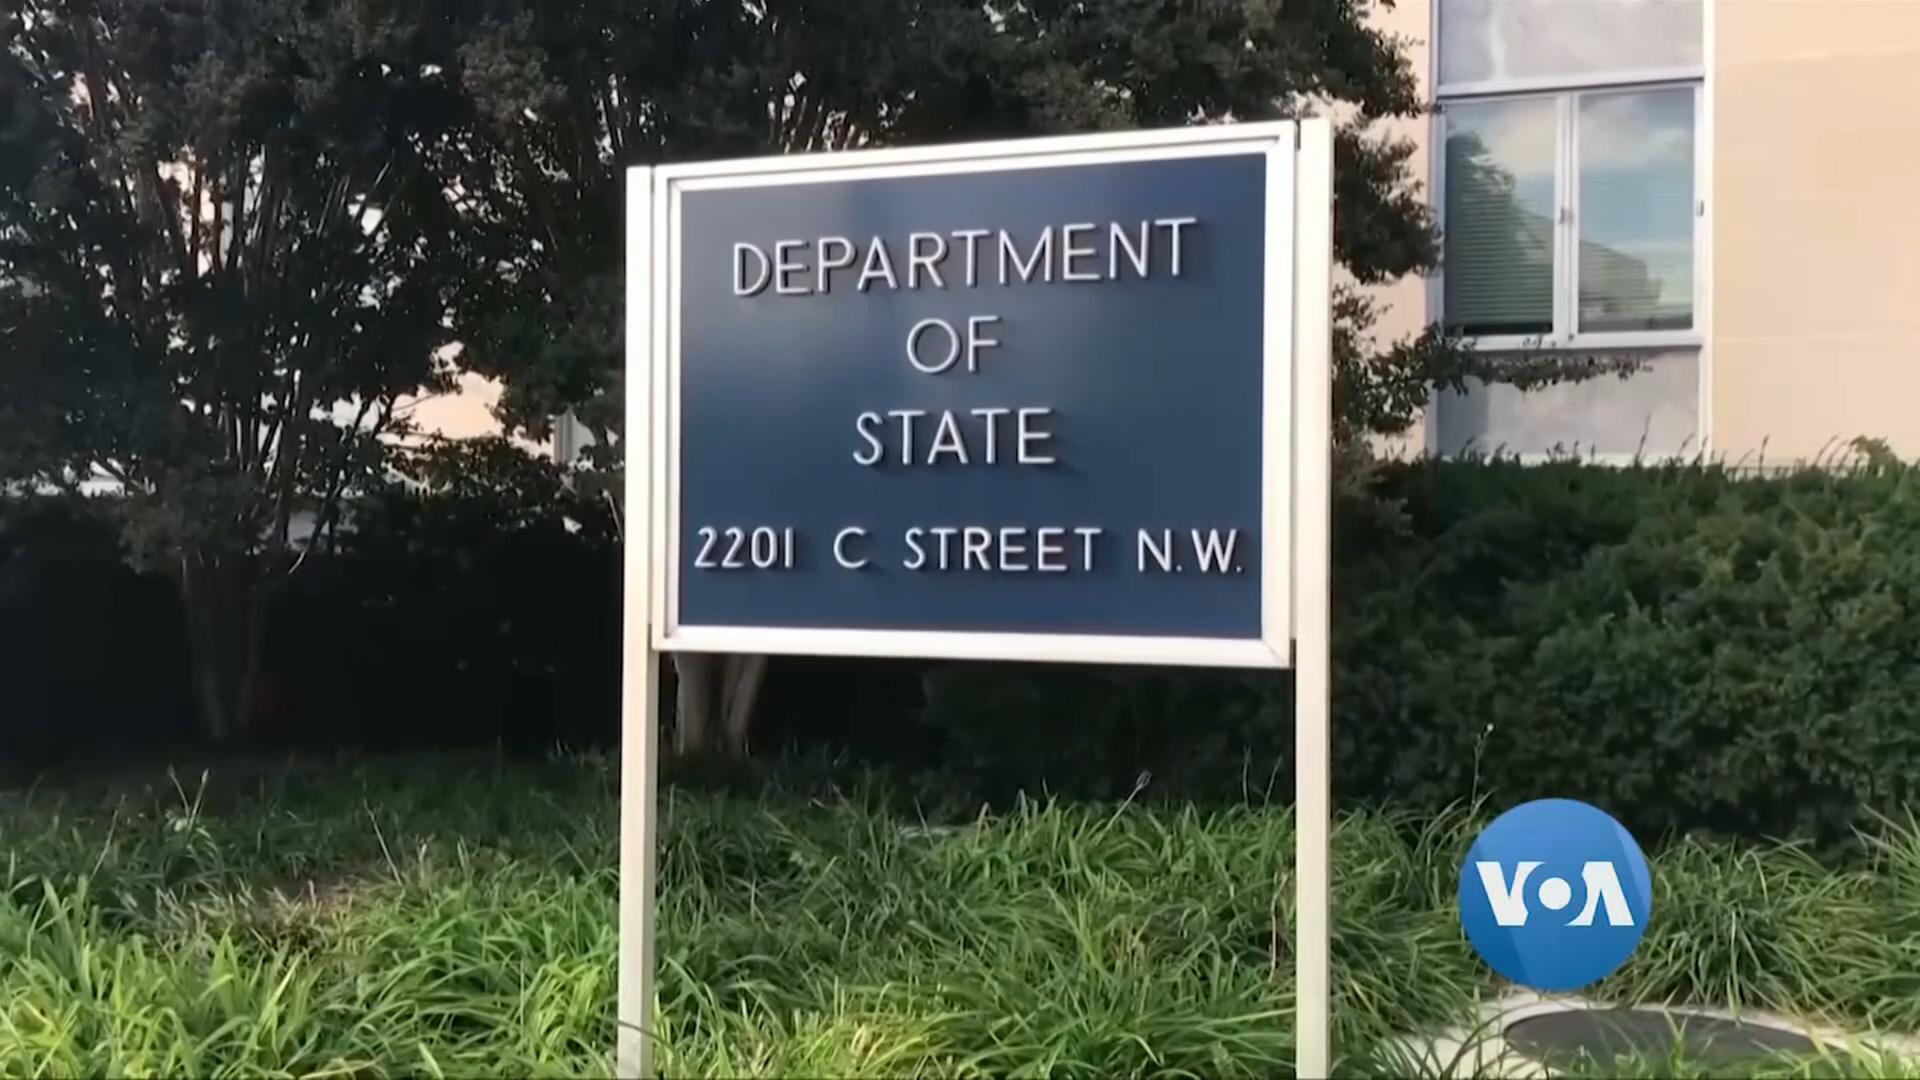 DEPARTMENT
OF
STATE
2201 C STREET N.W.
VOA